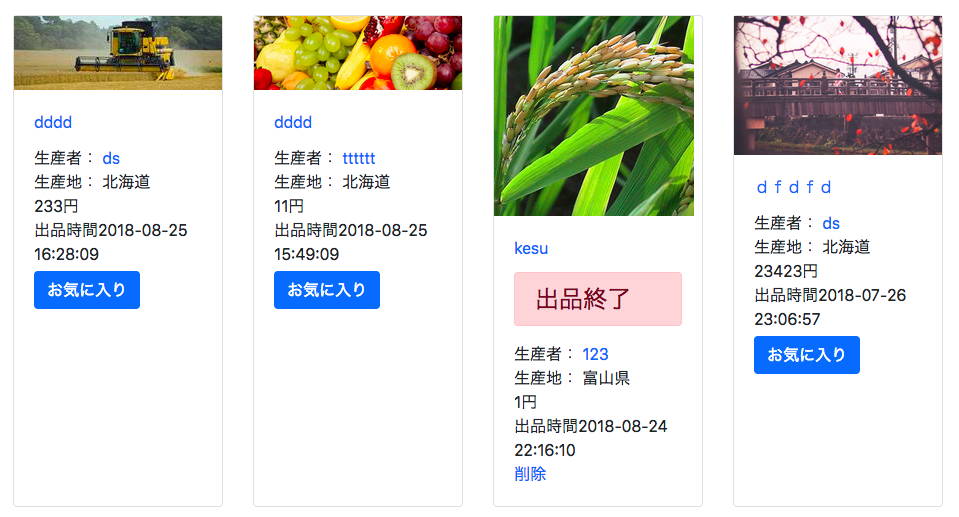 dddd
生産者： ds
生産地： 北海道
233円
出品時間2018-08-25
16:28:09
お気に入り
dddd
生産者： tttttt
生産地： 北海道
11円
出品時間2018-08-25
15:49:09
お気に入り
kesu
出品終了
生産者： 123
生産地： 富山県
1円
出品時間2018-08-24
22:16:10
削除
ｄｆｄｆｄ
生産者： ds
生産地： 北海道
23423円
出品時間2018-07-26
23:06:57
お気に入り